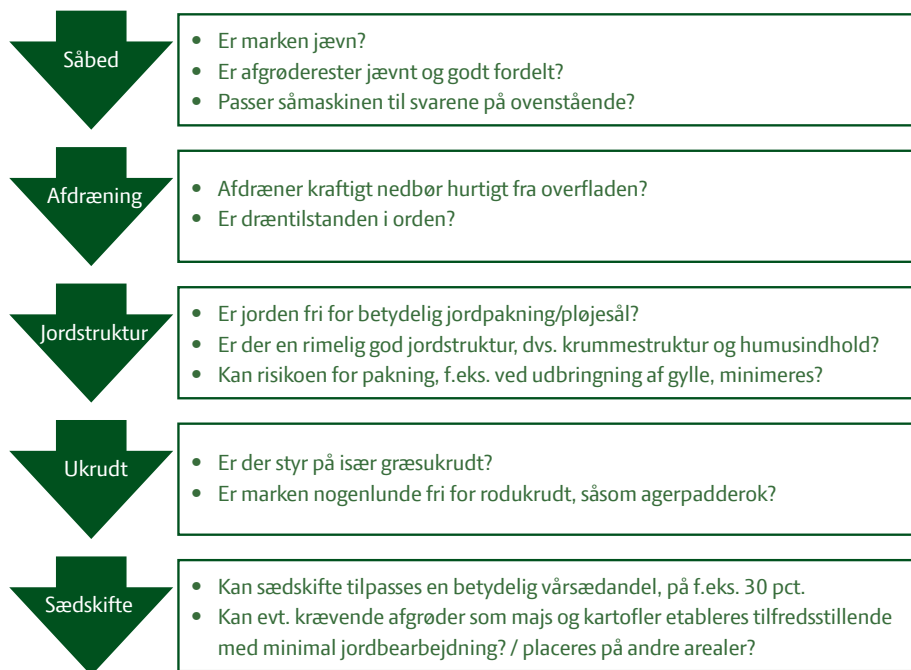 Såbed
• Er marken jævn?
• Er afgrøderester jævnt og godt fordelt?
• Passer såmaskinen til svarene på ovenstående?
Afdræning
• Afdræner kraftigt nedbør hurtigt fra overfladen?
• Er dræntilstanden i orden?
Jordstruktur
• Er jorden fri for betydelig jordpakning/pløjesål?
• Er der en rimelig god jordstruktur, dvs. krummestruktur og humusindhold?
• Kan risikoen for pakning, f.eks. ved udbringning af gylle, minimeres?
Ukrudt
• Er der styr på især græsukrudt?
• Er marken nogenlunde fri for rodukrudt, såsom agerpadderok?
Sædskifte
• Kan sædskifte tilpasses en betydelig vårsædandel, på f.eks. 30 pct.
• Kan evt. krævende afgrøder som majs og kartofler etableres tilfredsstillende
med minimal jordbearbejdning? / placeres på andre arealer?